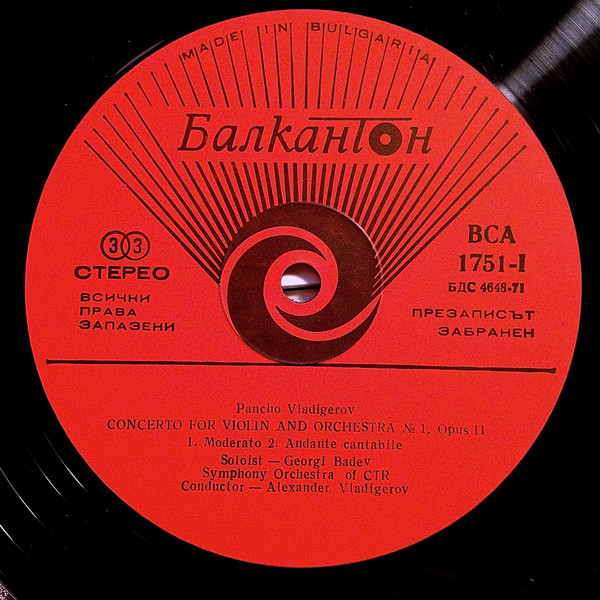 MADE IN BULGARIA
Балкантон
33
СТЕРЕО
ВСИЧКИ
ПРАВА
ЗАПАЗЕНИ
ВСА
1751-I
БДС 4648-71
ПРЕЗАПИСЪТ
ЗАБРАНЕН
Pancho Vladigerov
CONCERTO FOR VIOLIN AND ORCHESTRA № 1, Opus 11
1. Moderato 2. Andante cantabile
Soloist — Georgi Badev
Symphony Orchestra of CTR
Conductor — Alexander Vladigerov